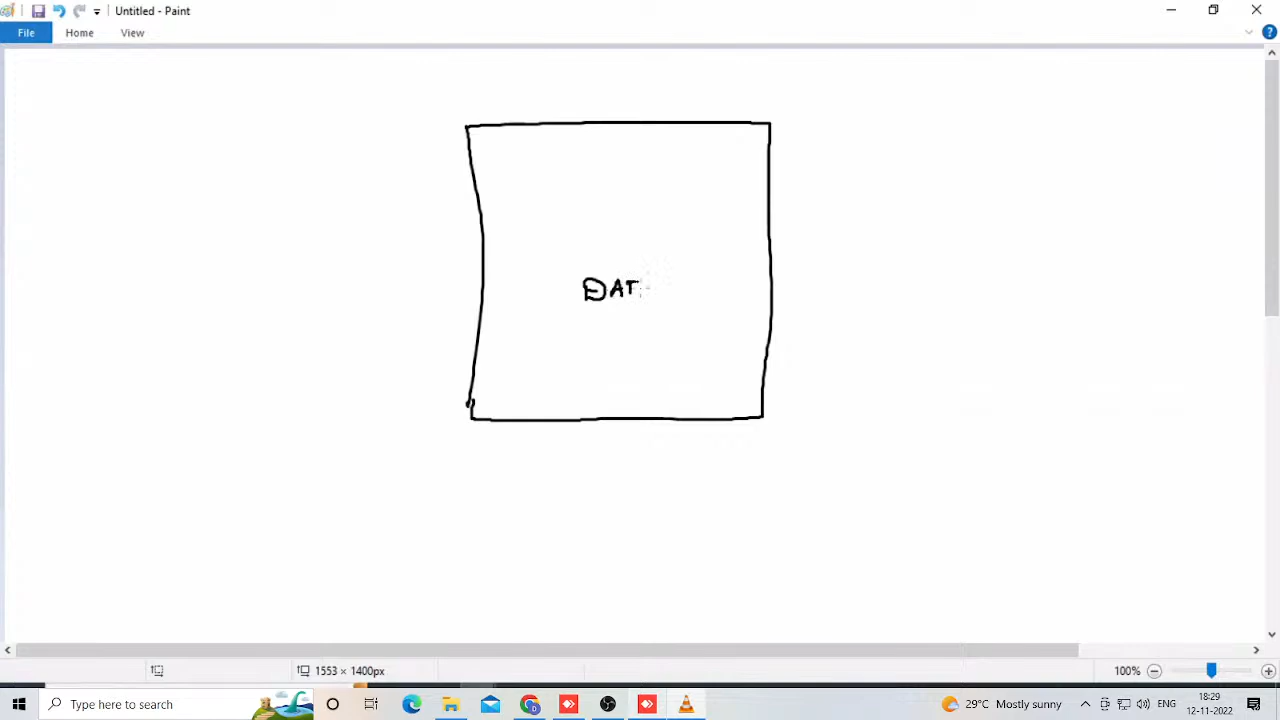 Untitled - Paint
File Home View
DAT
1553 × 1400px
100%
Type here to search
29°C Mostly sunny
18:29
12-11-2022